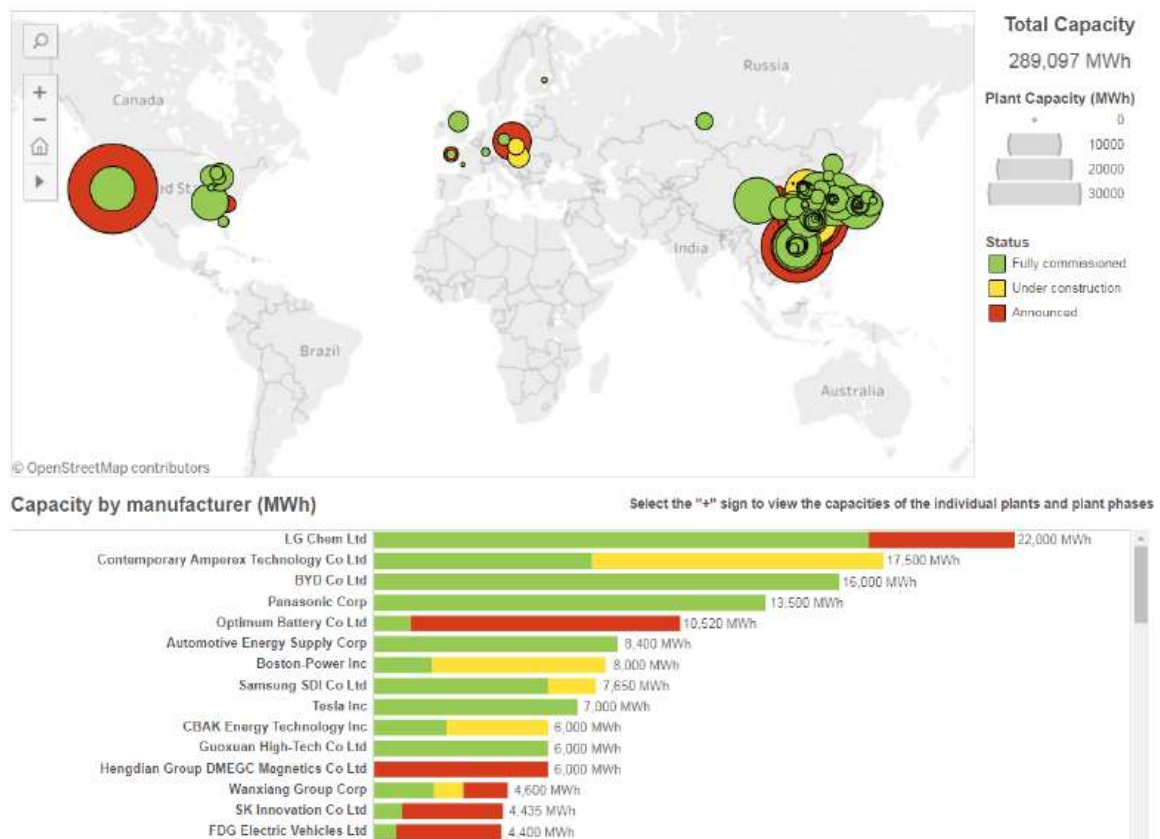 Total Capacity
289,097 MWh
Plant Capacity (MWh)
0
10000
20000
30000
Status
Fully commissioned
Under construction
Announced
Canada
Russia
India
Brazil
Australia
© OpenStreetMap contributors
Capacity by manufacturer (MWh)
Select the "+" sign to view the capacities of the individual plants and plant phases
LG Chem Ltd 22,000 MWh
Contemporary Amperex Technology Co Ltd 17,500 MWh
BYD Co Ltd 16,000 MWh
Panasonic Corp 13,500 MWh
Optimum Battery Co Ltd 10,520 MWh
Automotive Energy Supply Corp 8,400 MWh
Boston-Power Inc 8,000 MWh
Samsung SDI Co Ltd 7,650 MWh
Tesla Inc 7,000 MWh
CBAK Energy Technology Inc 6,000 MWh
Guoxuan High-Tech Co Ltd 6,000 MWh
Hengdian Group DMEGC Magnetics Co Ltd 6,000 MWh
Wanxiang Group Corp 4,600 MWh
SK Innovation Co Ltd 4,435 MWh
FDG Electric Vehicles Ltd 4,400 MWh